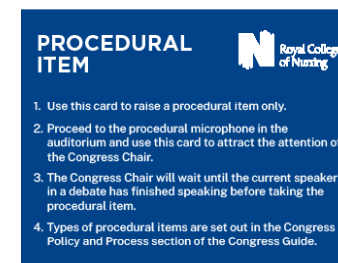 PROCEDURAL
ITEM
Royal College
of Nursing
1. Use this card to raise a procedural item only.
2. Proceed to the procedural microphone in the
auditorium and use this card to attract the attention of
the Congress Chair.
3. The Congress Chair will wait until the current speaker
in a debate has finished speaking before taking the
procedural item.
4. Types of procedural items are set out in the Congress
Policy and Process section of the Congress Guide.